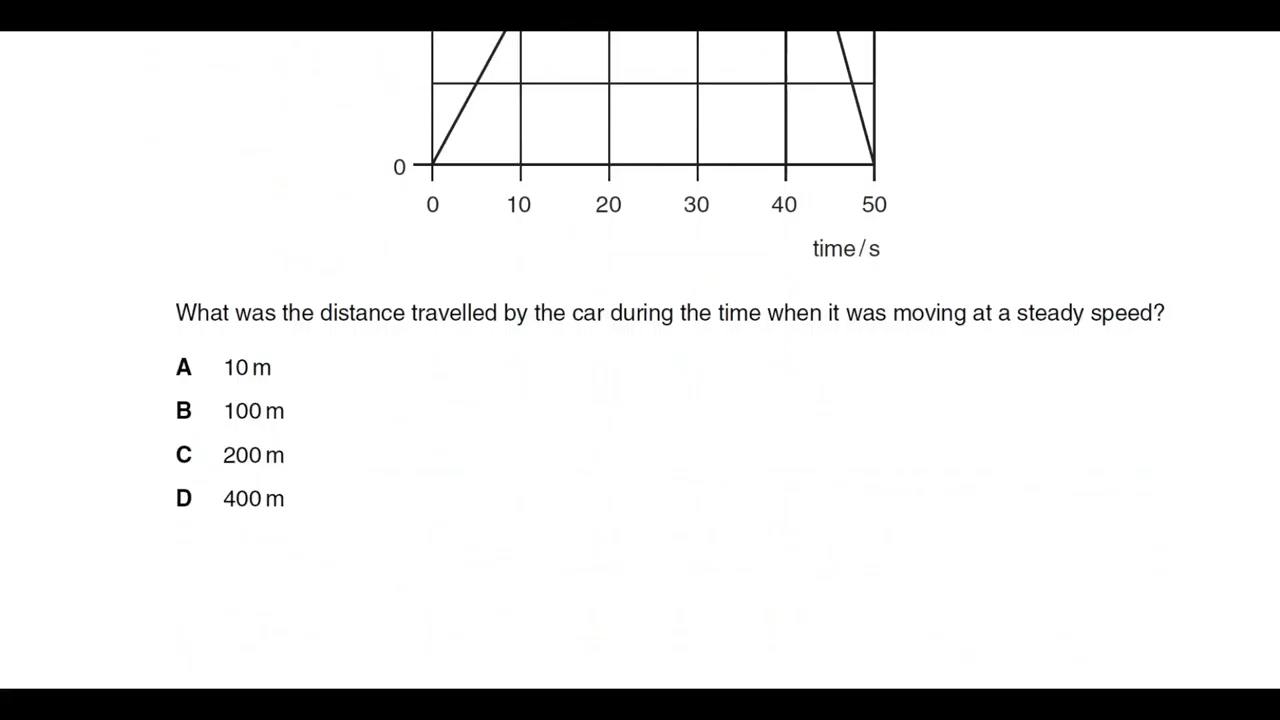 0
0 10 20 30 40 50
time / s
What was the distance travelled by the car during the time when it was moving at a steady speed?
A 10 m
B 100 m
C 200 m
D 400 m